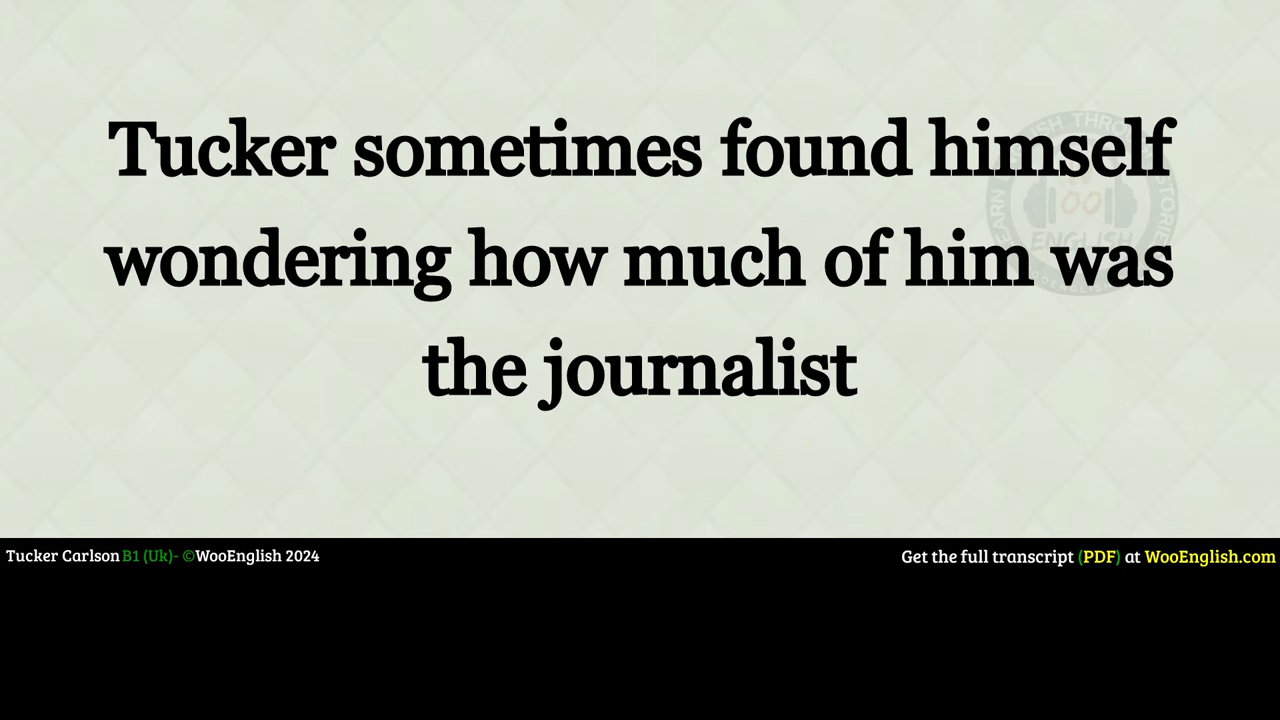 Tucker sometimes found himself
wondering how much of him was
the journalist
Tucker Carlson B1 (Uk)- ©WooEnglish 2024
Get the full transcript (PDF) at WooEnglish.com